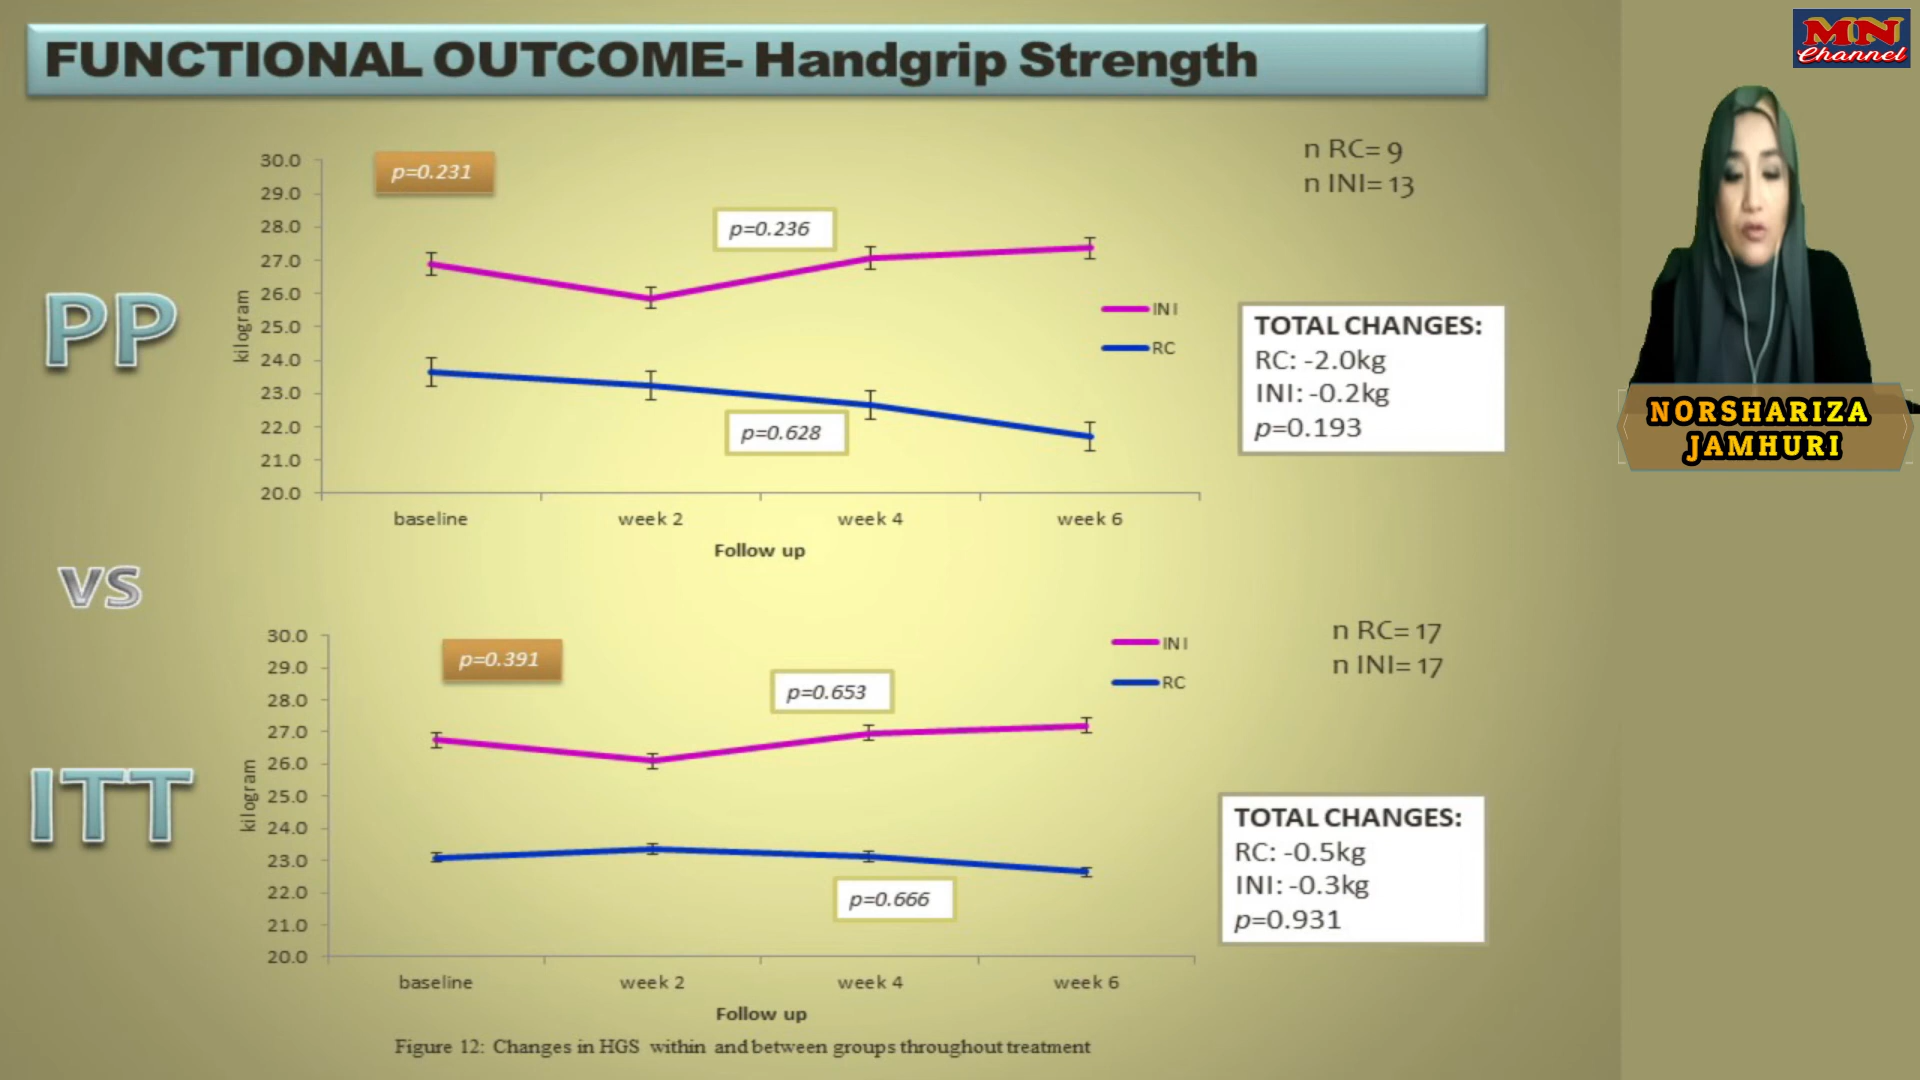 FUNCTIONAL OUTCOME- Handgrip Strength
MN
Channel
PP
30.0
29.0
28.0
27.0
26.0
25.0
24.0
23.0
22.0
21.0
20.0
kilogram
p=0.231
p=0.236
p=0.628
INI
RC
baseline
week 2
week 4
week 6
Follow up
n RC= 9
n INI= 13
TOTAL CHANGES:
RC: -2.0kg
INI: -0.2kg
p=0.193
NORSHARIZA
JAMHURI
VS
ITT
30.0
29.0
28.0
27.0
26.0
25.0
24.0
23.0
22.0
21.0
20.0
kilogram
p=0.391
p=0.653
p=0.666
INI
RC
baseline
week 2
week 4
week 6
Follow up
n RC= 17
n INI= 17
TOTAL CHANGES:
RC: -0.5kg
INI: -0.3kg
p=0.931
Figure 12: Changes in HGS within and between groups throughout treatment